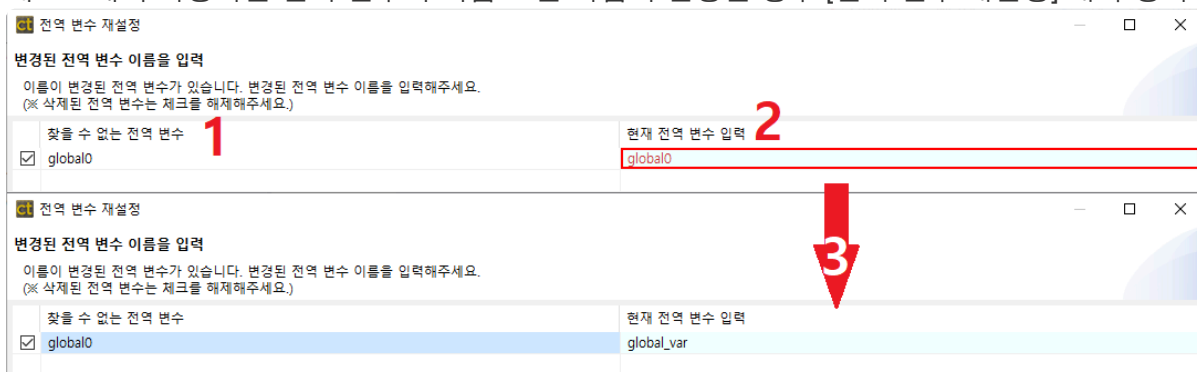 전역 변수 재설정
변경된 전역 변수 이름을 입력
이름이 변경된 전역 변수가 있습니다. 변경된 전역 변수 이름을 입력해주세요.
(※ 삭제된 전역 변수는 체크를 해제해주세요.)
찾을 수 없는 전역 변수 1 현재 전역 변수 입력 2
global0 global0
3
전역 변수 재설정
변경된 전역 변수 이름을 입력
이름이 변경된 전역 변수가 있습니다. 변경된 전역 변수 이름을 입력해주세요.
(※ 삭제된 전역 변수는 체크를 해제해주세요.)
찾을 수 없는 전역 변수 현재 전역 변수 입력
global0 global_var